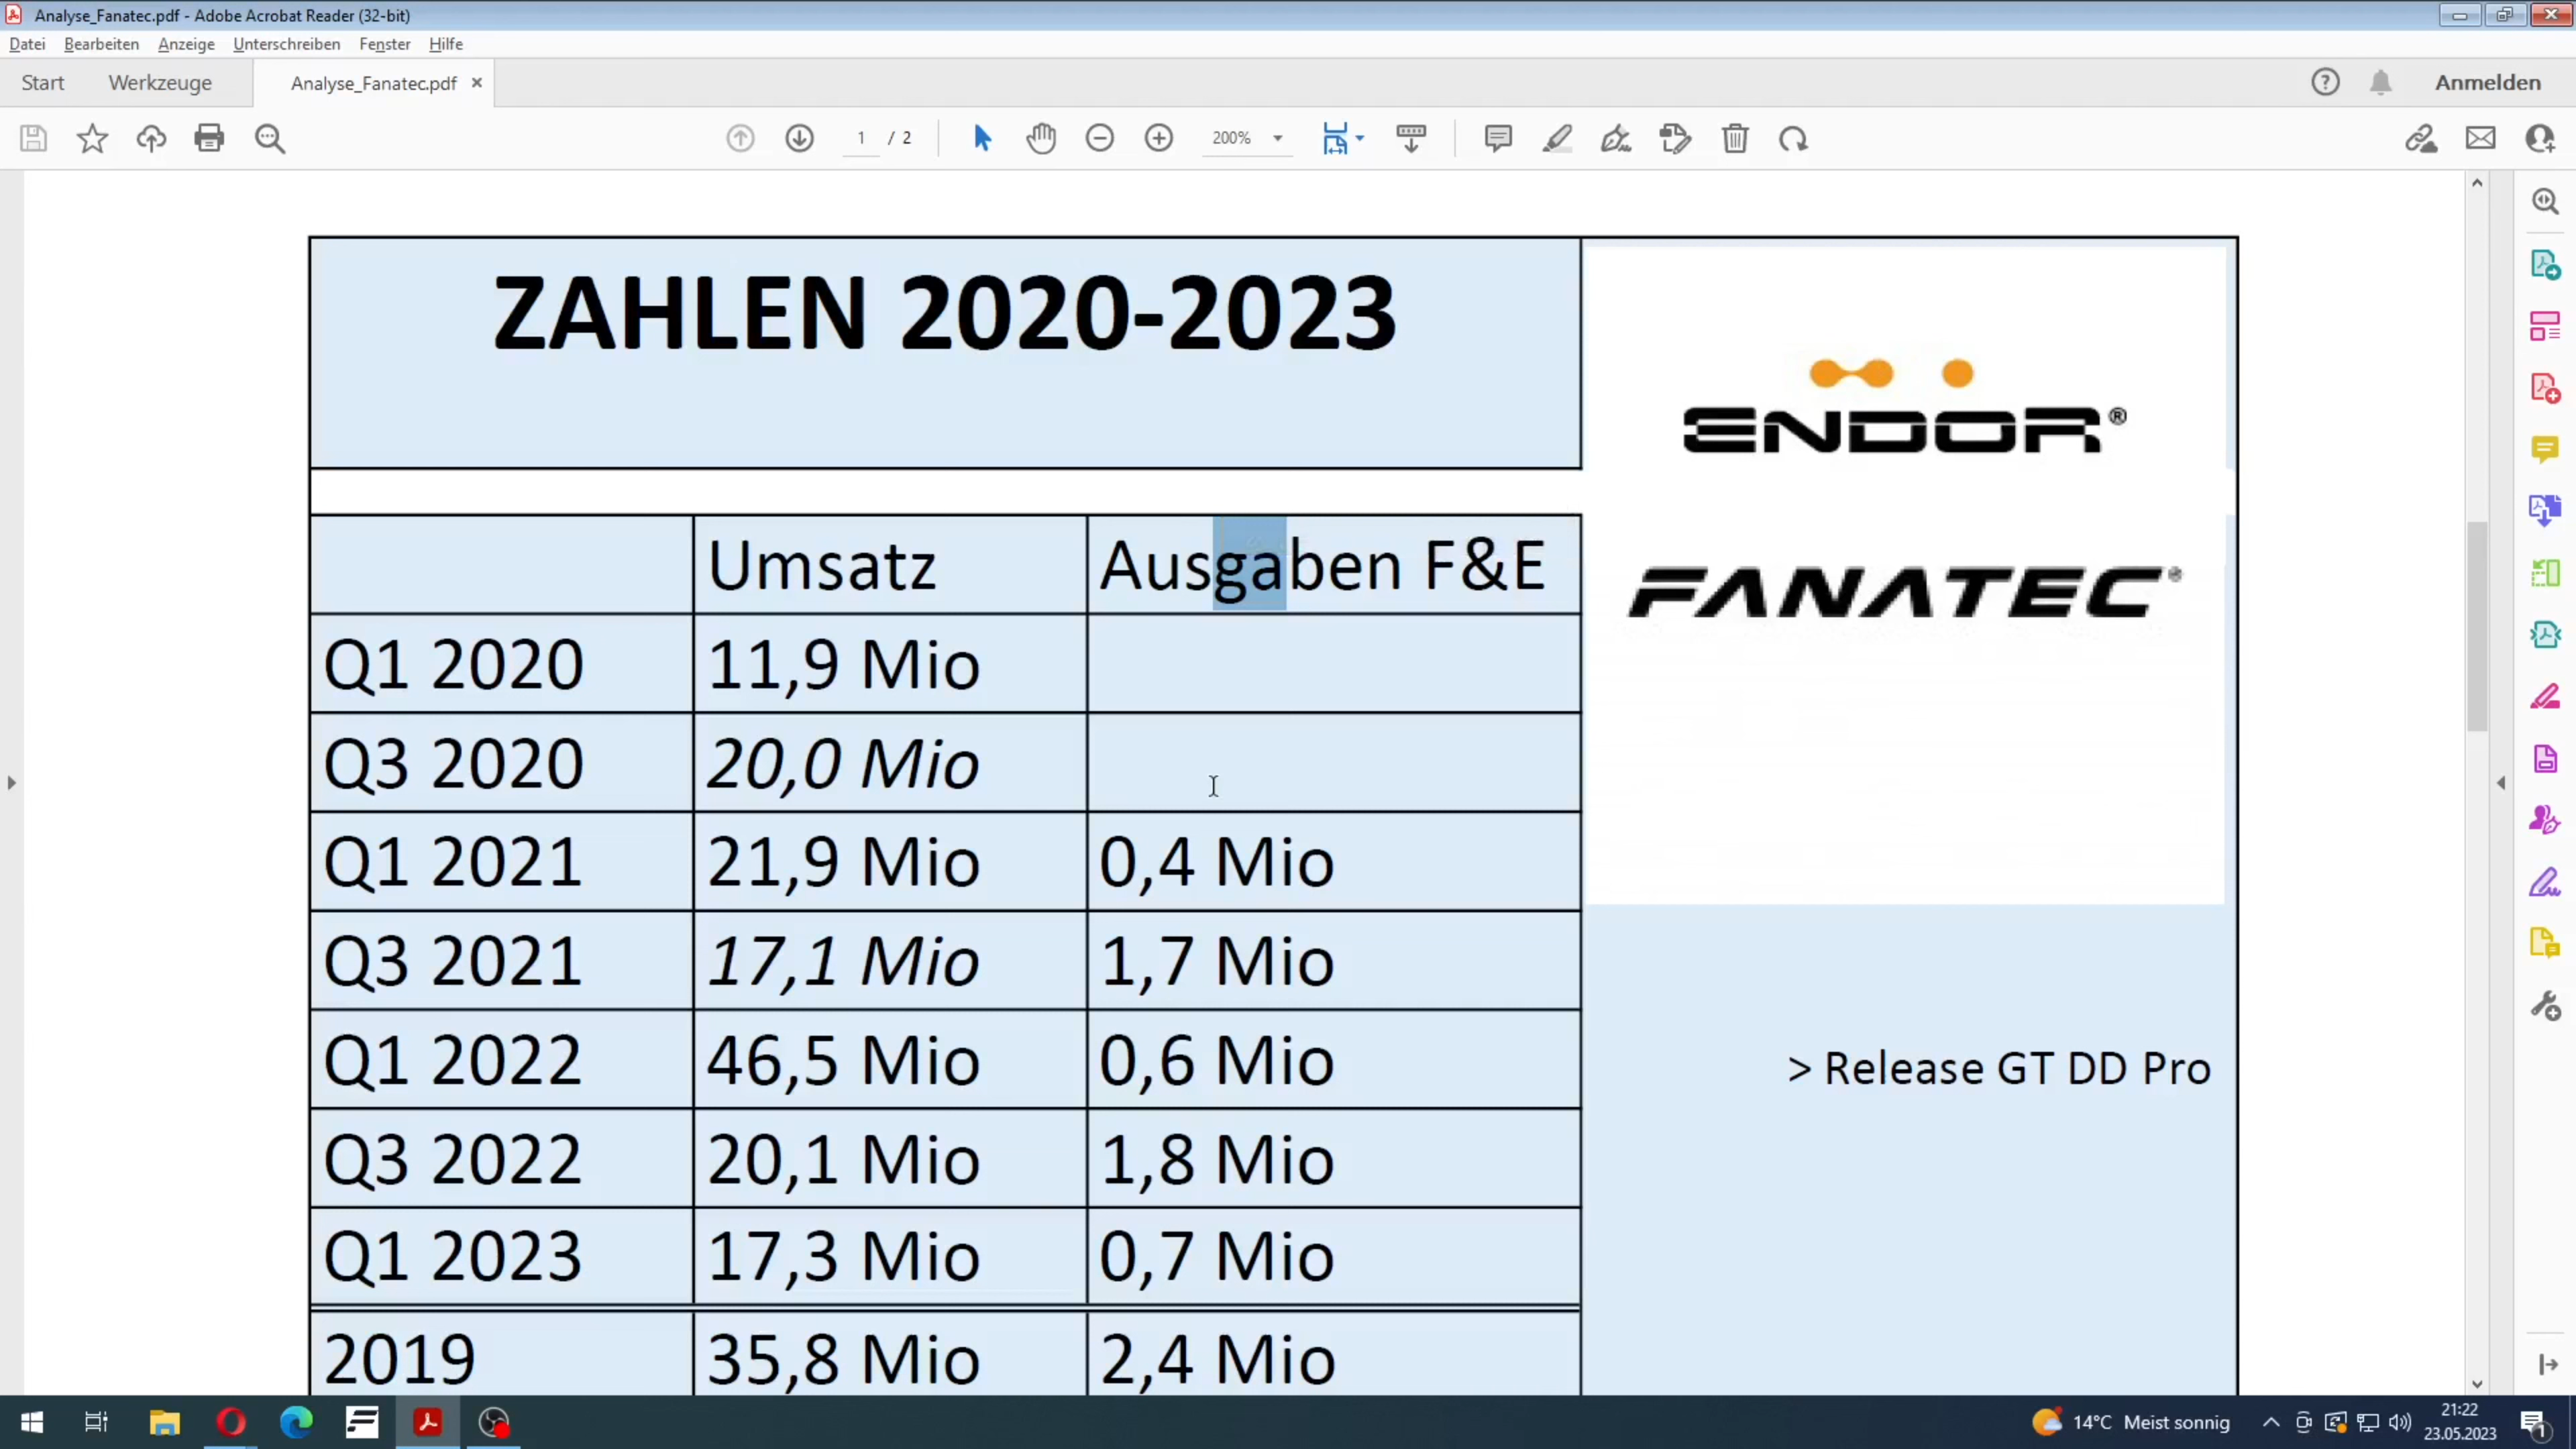 Analyse_Fanatec.pdf - Adobe Acrobat Reader (32-bit)
Datei Bearbeiten Anzeige Unterschreiben Fenster Hilfe
Start Werkzeuge Analyse_Fanatec.pdf × Anmelden
1 / 2 200%
ZAHLEN 2020-2023
ENDOR®
FANATEC®
Umsatz Ausgaben F&E
Q1 2020 11,9 Mio
Q3 2020 20,0 Mio
Q1 2021 21,9 Mio 0,4 Mio
Q3 2021 17,1 Mio 1,7 Mio
Q1 2022 46,5 Mio 0,6 Mio > Release GT DD Pro
Q3 2022 20,1 Mio 1,8 Mio
Q1 2023 17,3 Mio 0,7 Mio
2019 35,8 Mio 2,4 Mio
14°C Meist sonnig 21:22
23.05.2023 1